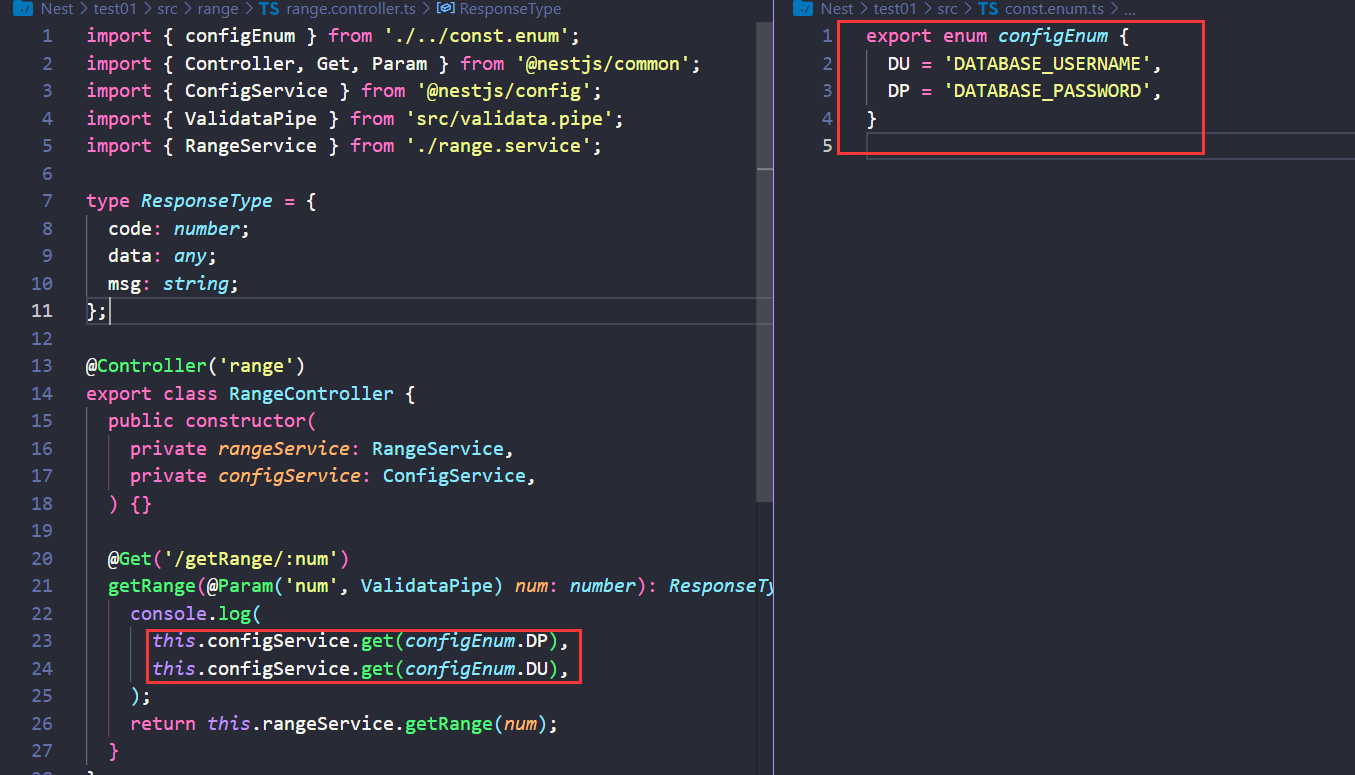 Nest > test01 > src > range > TS range.controller.ts > ResponseType
1 import { configEnum } from './../const.enum';
2 import { Controller, Get, Param } from '@nestjs/common';
3 import { ConfigService } from '@nestjs/config';
4 import { ValidataPipe } from 'src/validata.pipe';
5 import { RangeService } from './range.service';
6
7 type ResponseType = {
8 code: number;
9 data: any;
10 msg: string;
11 };
12
13 @Controller('range')
14 export class RangeController {
15 public constructor(
16 private rangeService: RangeService,
17 private configService: ConfigService,
18 ) {}
19
20 @Get('/getRange/:num')
21 getRange(@Param('num', ValidataPipe) num: number): ResponseTy
22 console.log(
23 this.configService.get(configEnum.DP),
24 this.configService.get(configEnum.DU),
25 );
26 return this.rangeService.getRange(num);
27 }
Nest > test01 > src > TS const.enum.ts > ...
1 export enum configEnum {
2 DU = 'DATABASE_USERNAME',
3 DP = 'DATABASE_PASSWORD',
4 }
5